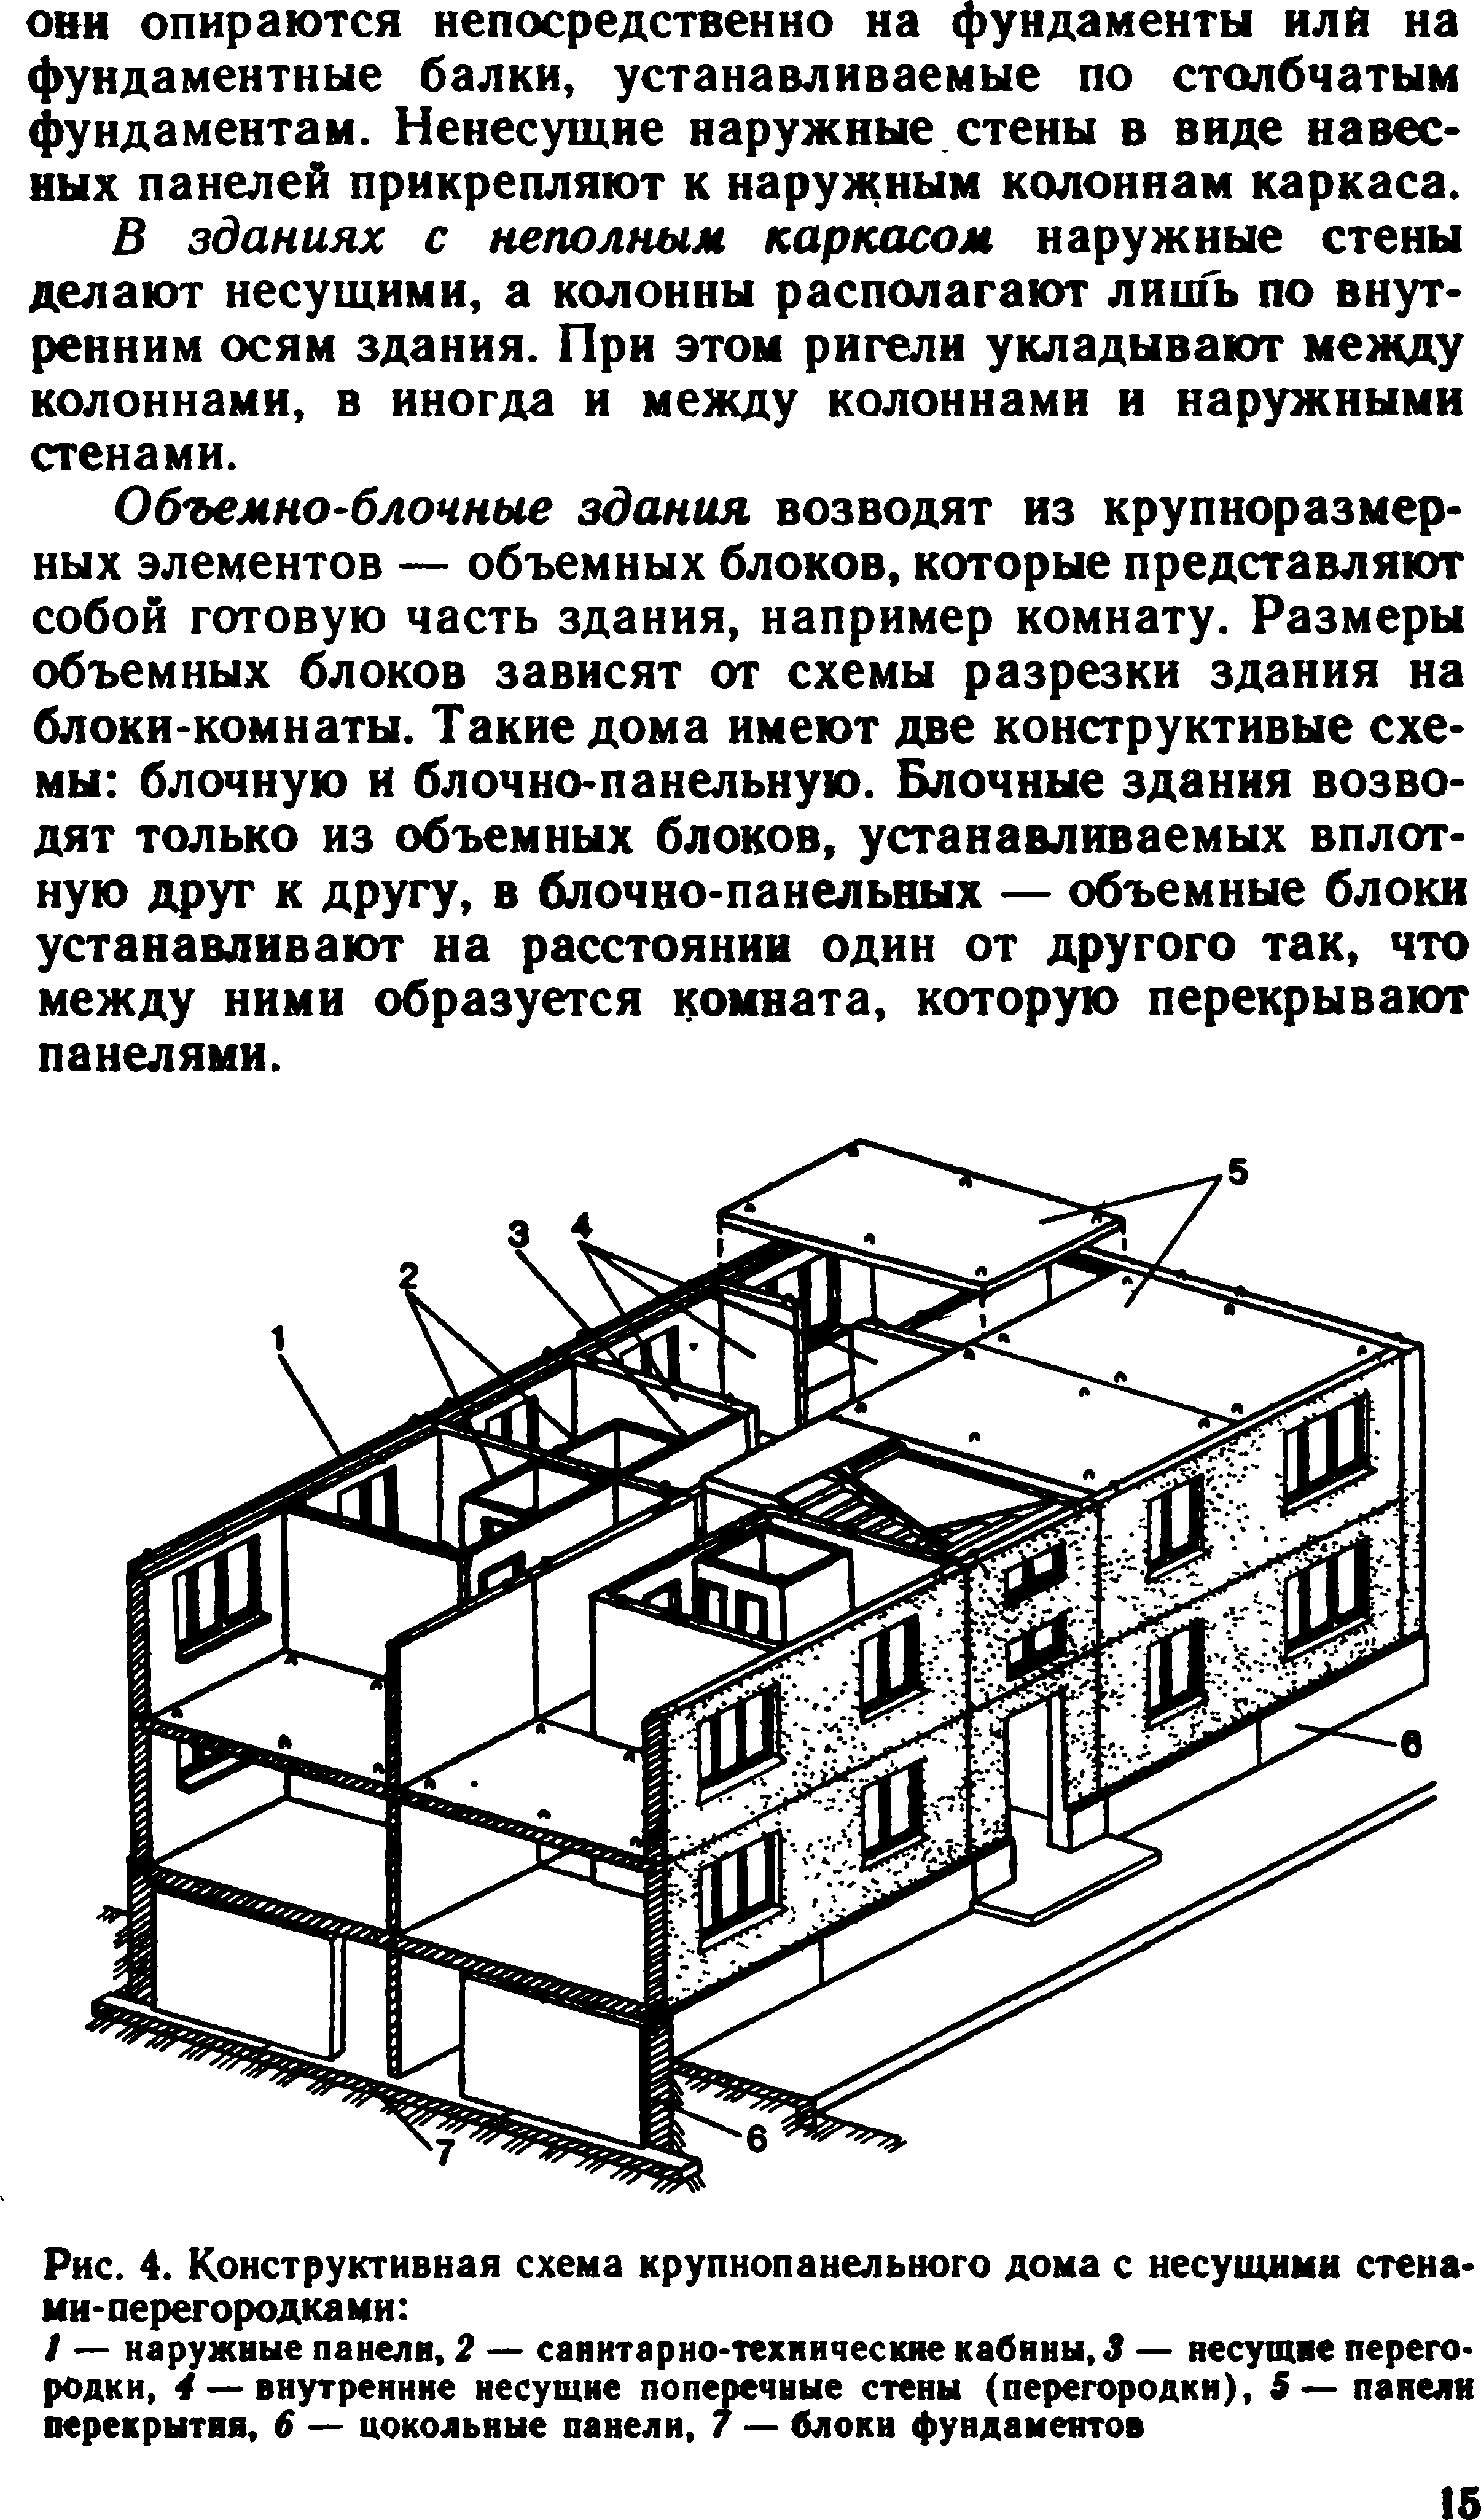 они опираются непосредственно на фундаменты или на
фундаментные балки, устанавливаемые по столбчатым
фундаментам. Ненесущие наружные стены в виде навес-
ных панелей прикрепляют к наружным колоннам каркаса.
В зданиях с неполным каркасом наружные стены
делают несущими, а колонны располагают лишь по внут-
ренним осям здания. При этом ригели укладывают между
колоннами, в иногда и между колоннами и наружными
стенами.
Объемно-блочные здания возводят из крупноразмер-
ных элементов — объемных блоков, которые представляют
собой готовую часть здания, например комнату. Размеры
объемных блоков зависят от схемы разрезки здания на
блоки-комнаты. Такие дома имеют две конструктивные схе-
мы: блочную и блочно-панельную. Блочные здания возво-
дят только из объемных блоков, устанавливаемых вплот-
ную друг к другу, в блочно-панельных — объемные блоки
устанавливают на расстоянии один от другого так, что
между ними образуется комната, которую перекрывают
панелями.
5
4
3
2
1
6
6
7
Рис. 4. Конструктивная схема крупнопанельного дома с несущими стена-
ми-перегородками:
1 — наружные панели, 2 — санитарно-технические кабины, 3 — несущие перего-
родки, 4 — внутренние несущие поперечные стены (перегородки), 5 — панели
перекрытия, 6 — цокольные панели, 7 — блоки фундаментов
15